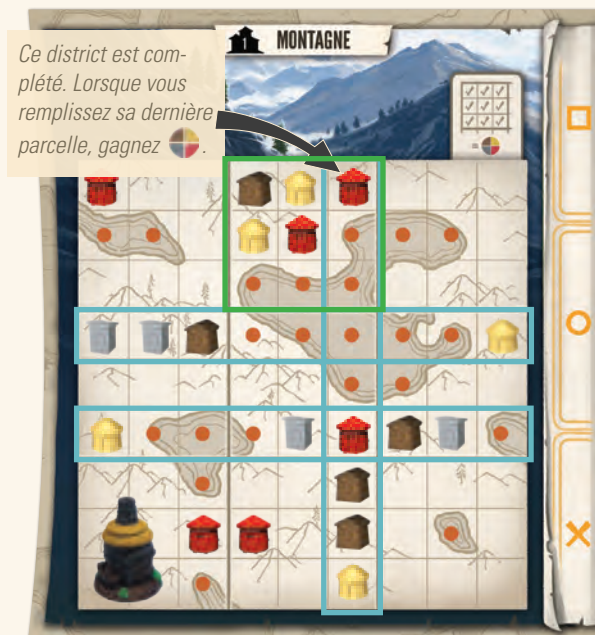 Ce district est com-
plété. Lorsque vous
remplissez sa dernière
parcelle, gagnez .
1 MONTAGNE
=